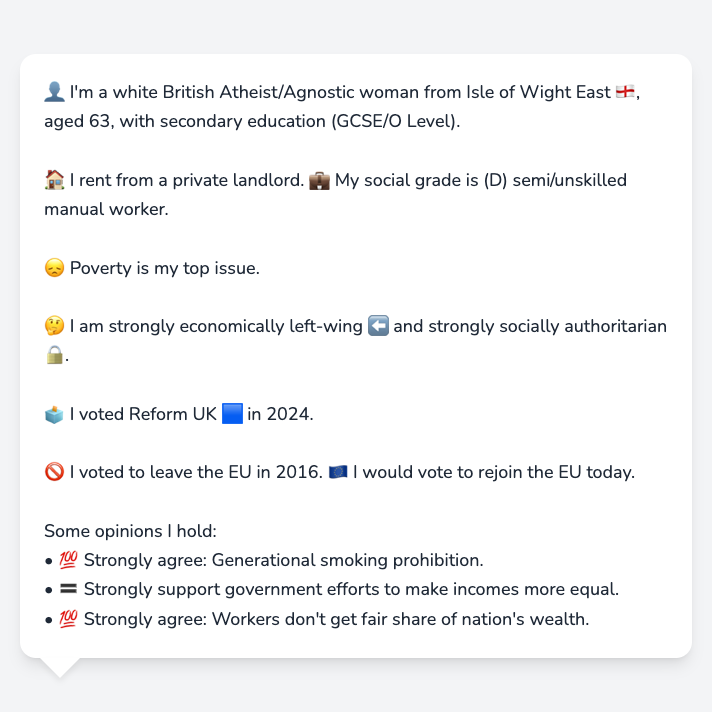 👤 I'm a white British Atheist/Agnostic woman from Isle of Wight East 🏴󠁧󠁢󠁥󠁮󠁧󠁿,
aged 63, with secondary education (GCSE/O Level).
🏠 I rent from a private landlord. 💼 My social grade is (D) semi/unskilled
manual worker.
😞 Poverty is my top issue.
🤔 I am strongly economically left-wing ⬅️ and strongly socially authoritarian
🔒.
🗳️ I voted Reform UK 🟦 in 2024.
🚫 I voted to leave the EU in 2016. 🇪🇺 I would vote to rejoin the EU today.
Some opinions I hold:
• 💯 Strongly agree: Generational smoking prohibition.
• 🟰 Strongly support government efforts to make incomes more equal.
• 💯 Strongly agree: Workers don't get fair share of nation's wealth.